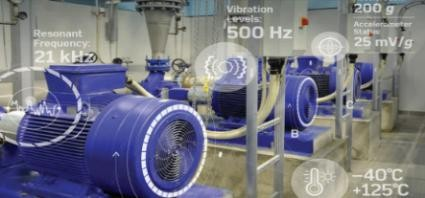 Resonant
Frequency:
21 kHz
Vibration
Levels:
500 Hz
200 g
Accelerometer
Status:
25 mV/g
A
B
–40°C
+125°C